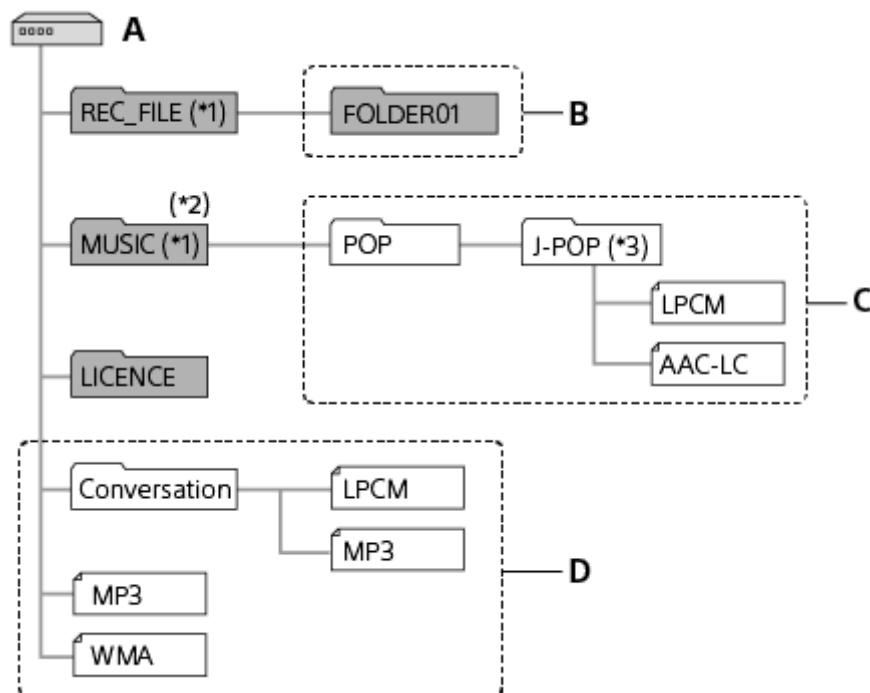 A
REC_FILE (*1)
FOLDER01
B
(*2)
MUSIC (*1)
POP
J-POP (*3)
LPCM
C
AAC-LC
LICENCE
Conversation
LPCM
MP3
D
MP3
WMA